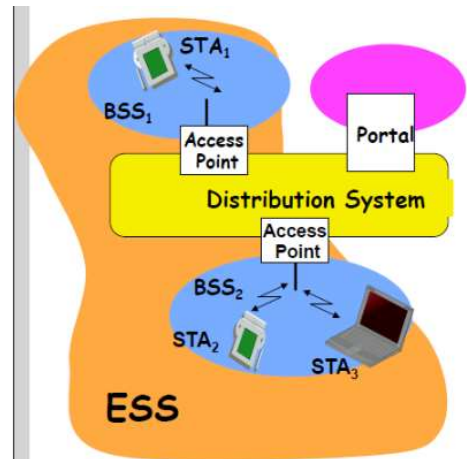 STA₁
BSS₁
Access
Point
Portal
Distribution System
Access
Point
BSS₂
STA₂
STA₃
ESS